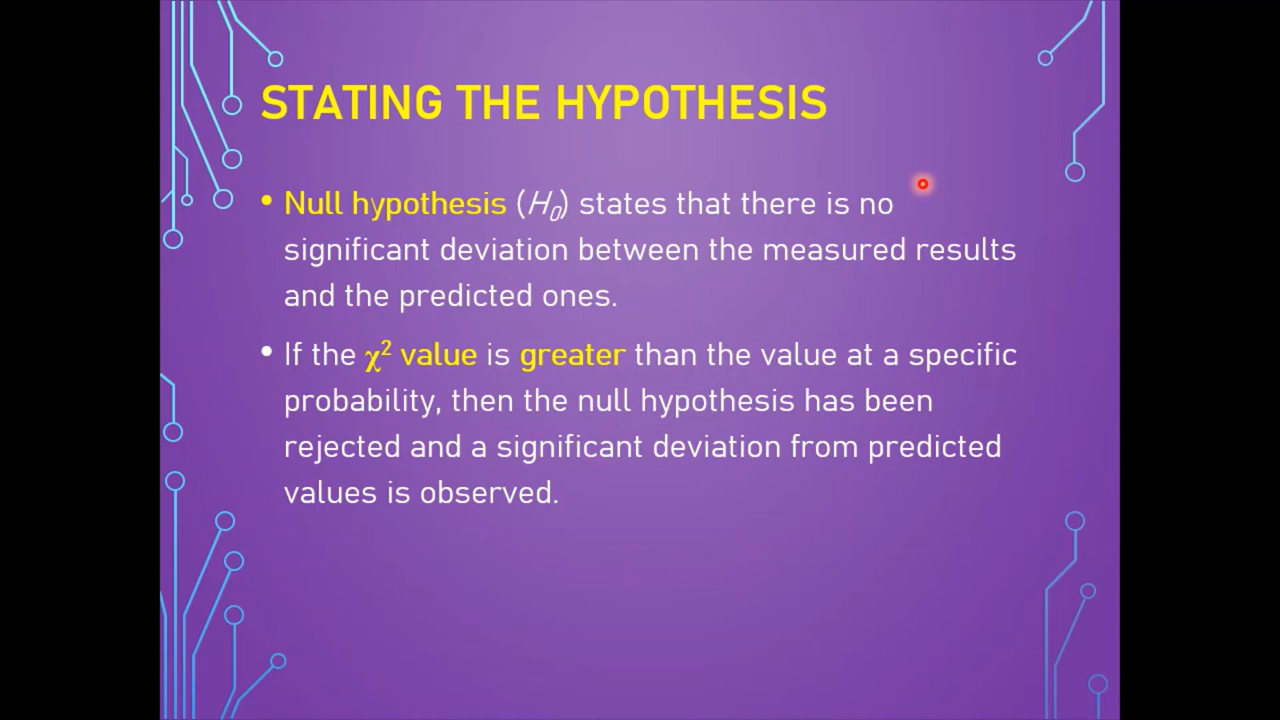 STATING THE HYPOTHESIS
• Null hypothesis (H₀) states that there is no
significant deviation between the measured results
and the predicted ones.
• If the χ² value is greater than the value at a specific
probability, then the null hypothesis has been
rejected and a significant deviation from predicted
values is observed.